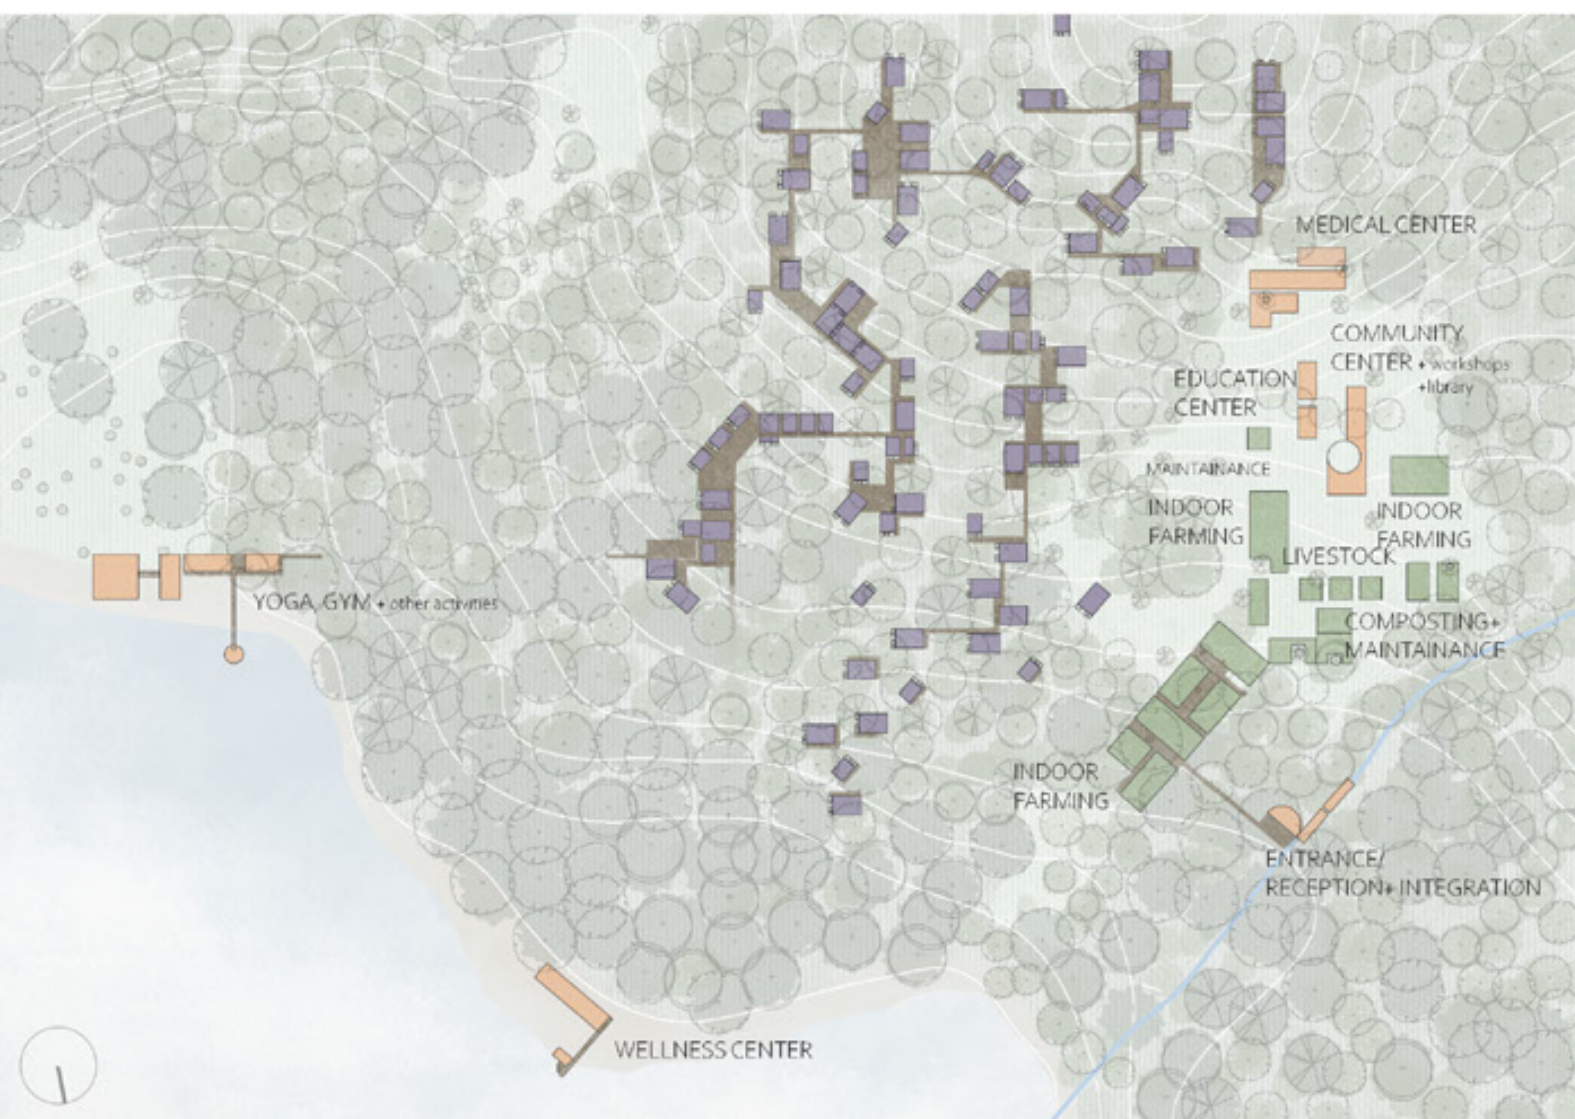 MEDICAL CENTER
COMMUNITY
CENTER + workshops
+library
EDUCATION
CENTER
MAINTAINANCE
INDOOR
FARMING
INDOOR
FARMING
LIVESTOCK
YOGA, GYM + other activities
COMPOSTING+
MAINTAINANCE
INDOOR
FARMING
ENTRANCE/
RECEPTION+ INTEGRATION
WELLNESS CENTER